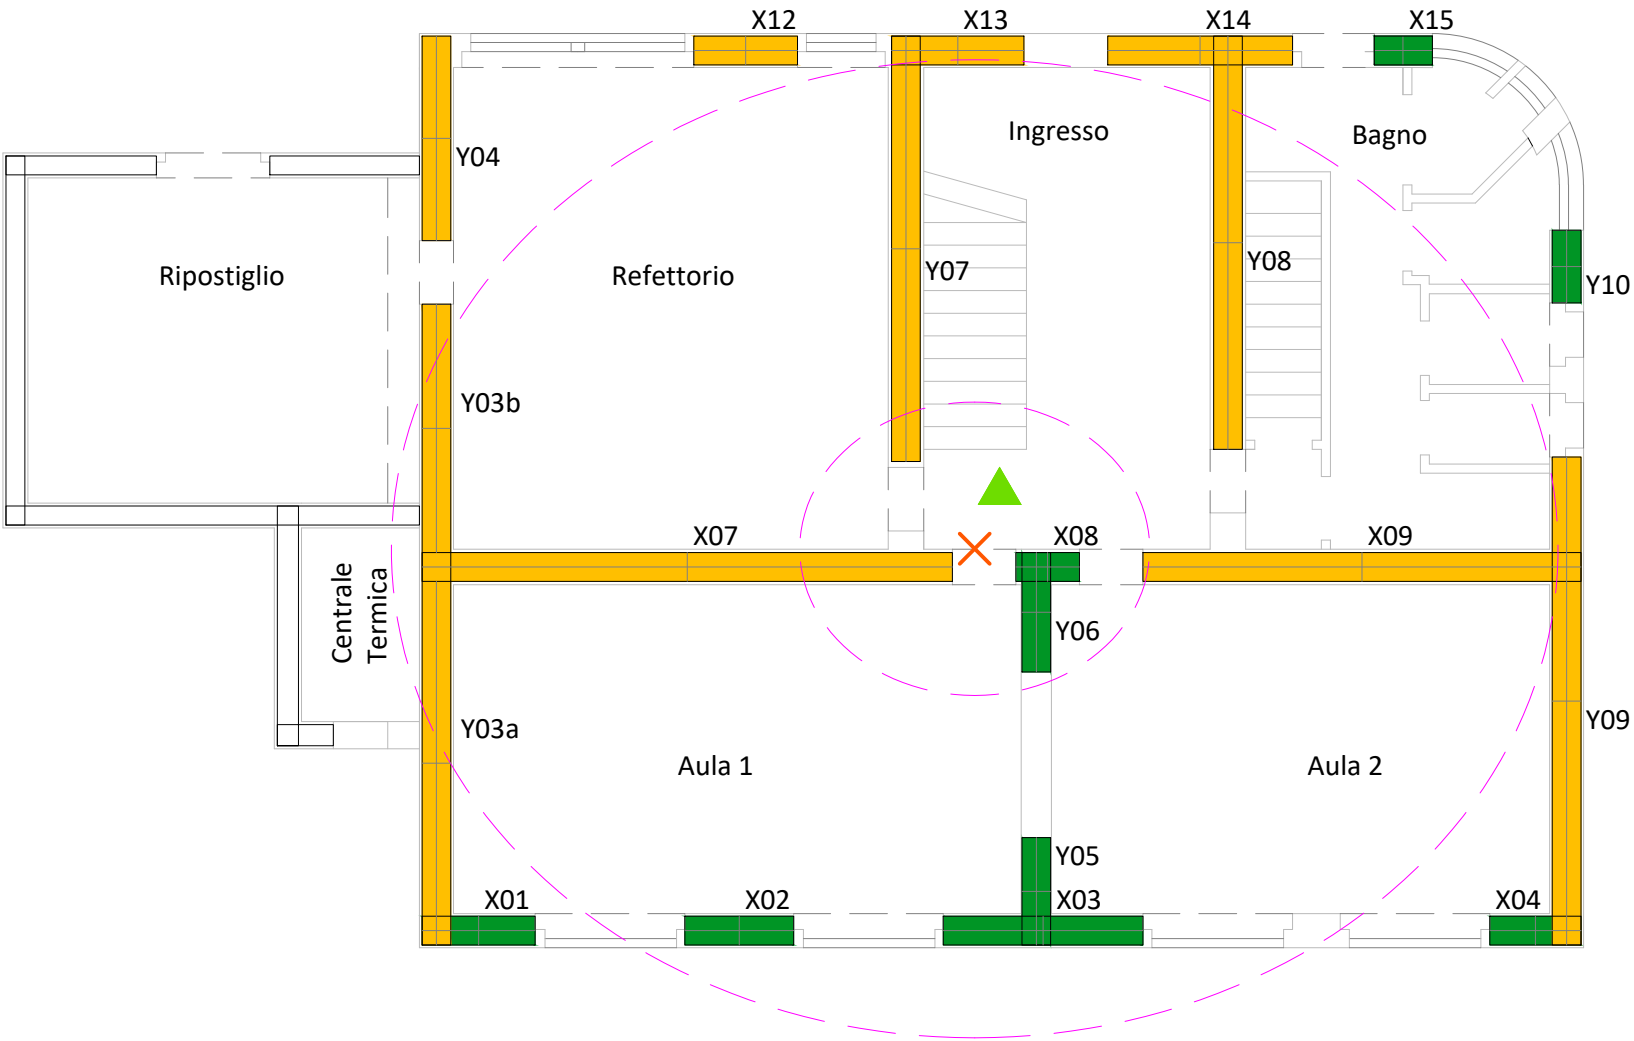 X12
X13
X14
X15
Ingresso
Bagno
Y04
Ripostiglio
Refettorio
Y07
Y08
Y10
Y03b
X07
X08
X09
Centrale
Termica
Y06
Y03a
Y09
Aula 1
Aula 2
Y05
X01
X02
X03
X04